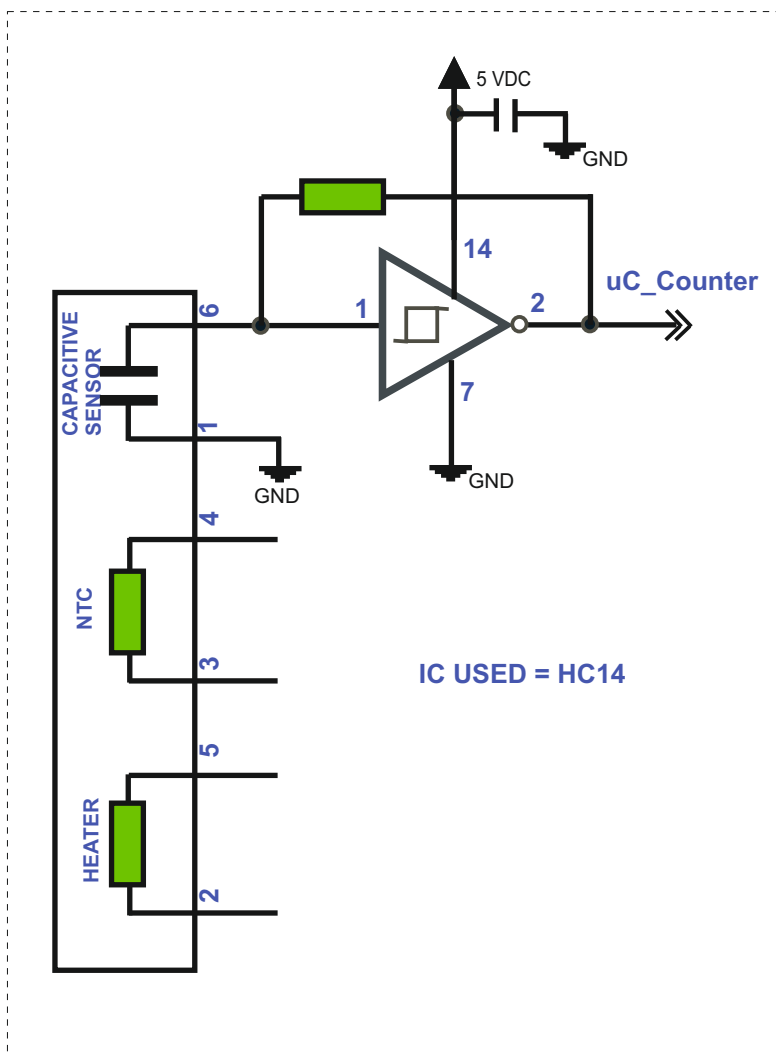 5 VDC
GND
14
uC_Counter
1
2
7
GND
6
CAPACITIVE
SENSOR
1
GND
4
NTC
3
IC USED = HC14
5
HEATER
2